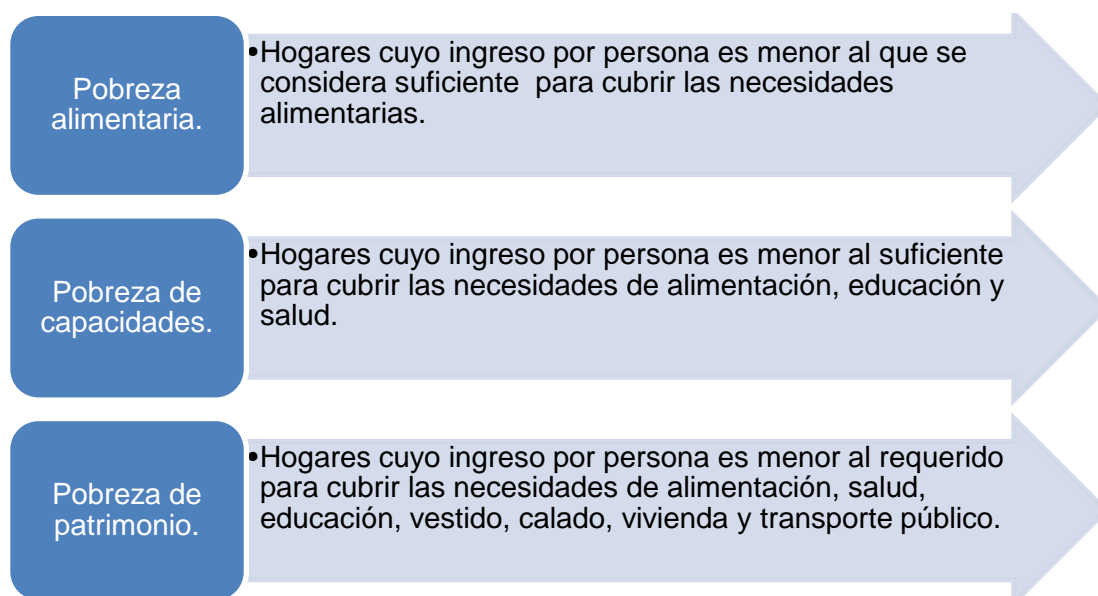 Pobreza
alimentaria.
•Hogares cuyo ingreso por persona es menor al que se
considera suficiente  para cubrir las necesidades
alimentarias.
Pobreza de
capacidades.
•Hogares cuyo ingreso por persona es menor al suficiente
para cubrir las necesidades de alimentación, educación y
salud.
Pobreza de
patrimonio.
•Hogares cuyo ingreso por persona es menor al requerido
para cubrir las necesidades de alimentación, salud,
educación, vestido, calado, vivienda y transporte público.